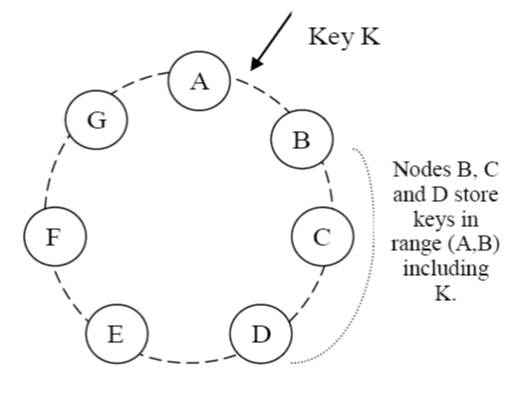 Key K
A
G
B
Nodes B, C
and D store
keys in
range (A,B)
including
K.
F
C
E
D